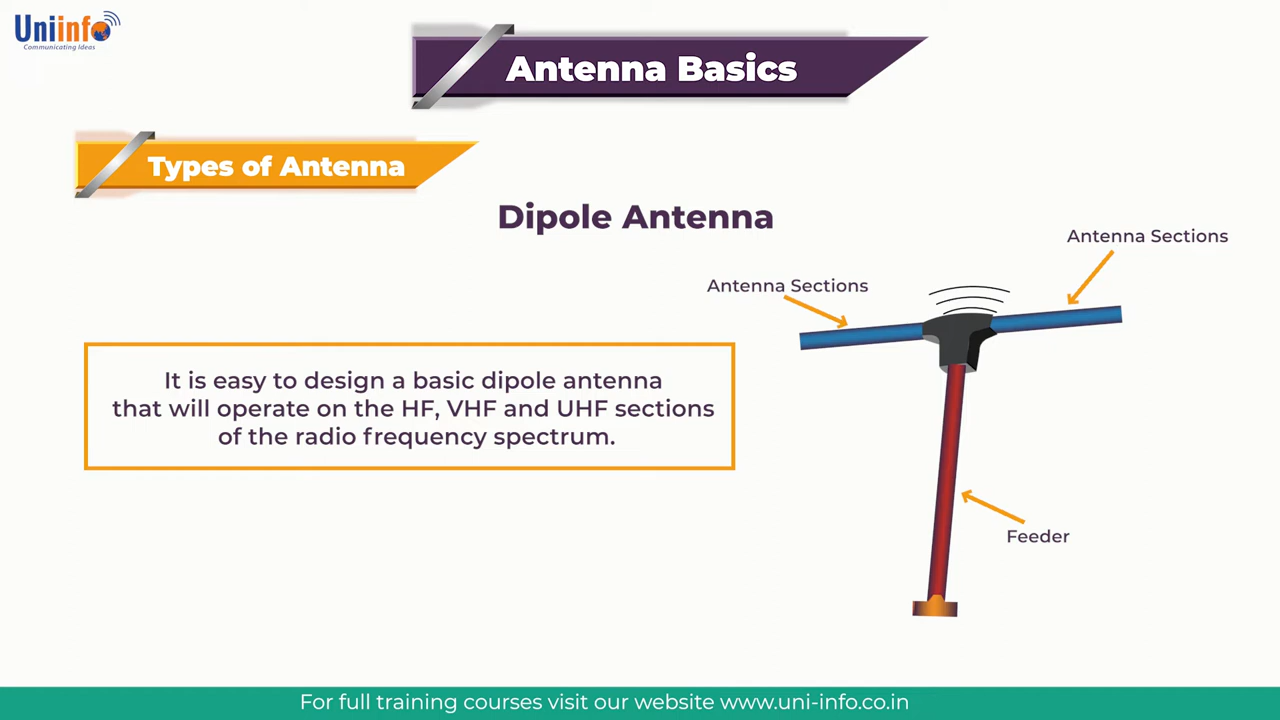 Uniinfo
Communicating Ideas
Antenna Basics
Types of Antenna
Dipole Antenna
Antenna Sections
Antenna Sections
It is easy to design a basic dipole antenna
that will operate on the HF, VHF and UHF sections
of the radio frequency spectrum.
Feeder
For full training courses visit our website www.uni-info.co.in